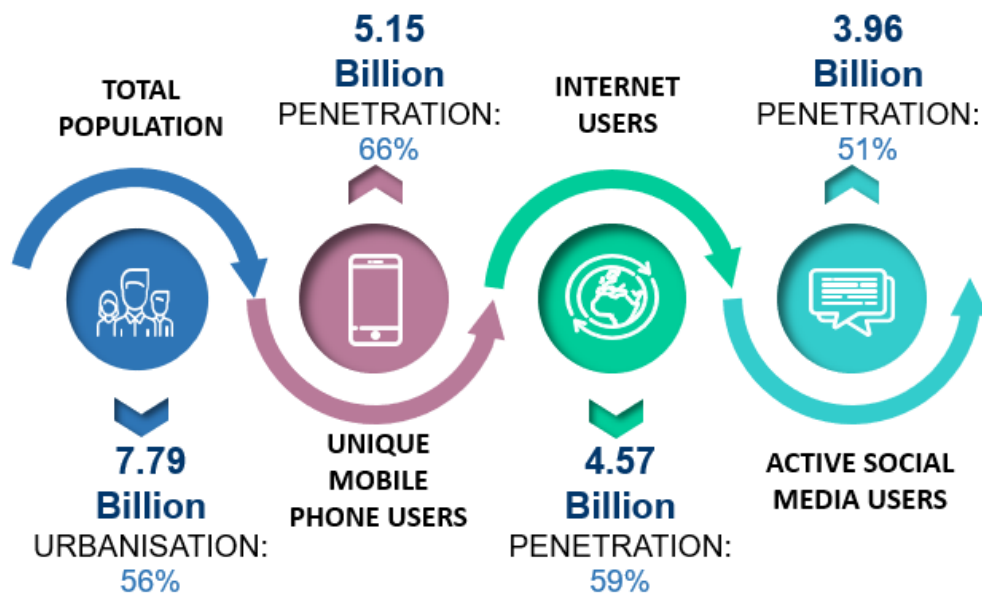 TOTAL
POPULATION
7.79
Billion
URBANISATION:
56%
5.15
Billion
PENETRATION:
66%
UNIQUE
MOBILE
PHONE USERS
INTERNET
USERS
4.57
Billion
PENETRATION:
59%
3.96
Billion
PENETRATION:
51%
ACTIVE SOCIAL
MEDIA USERS